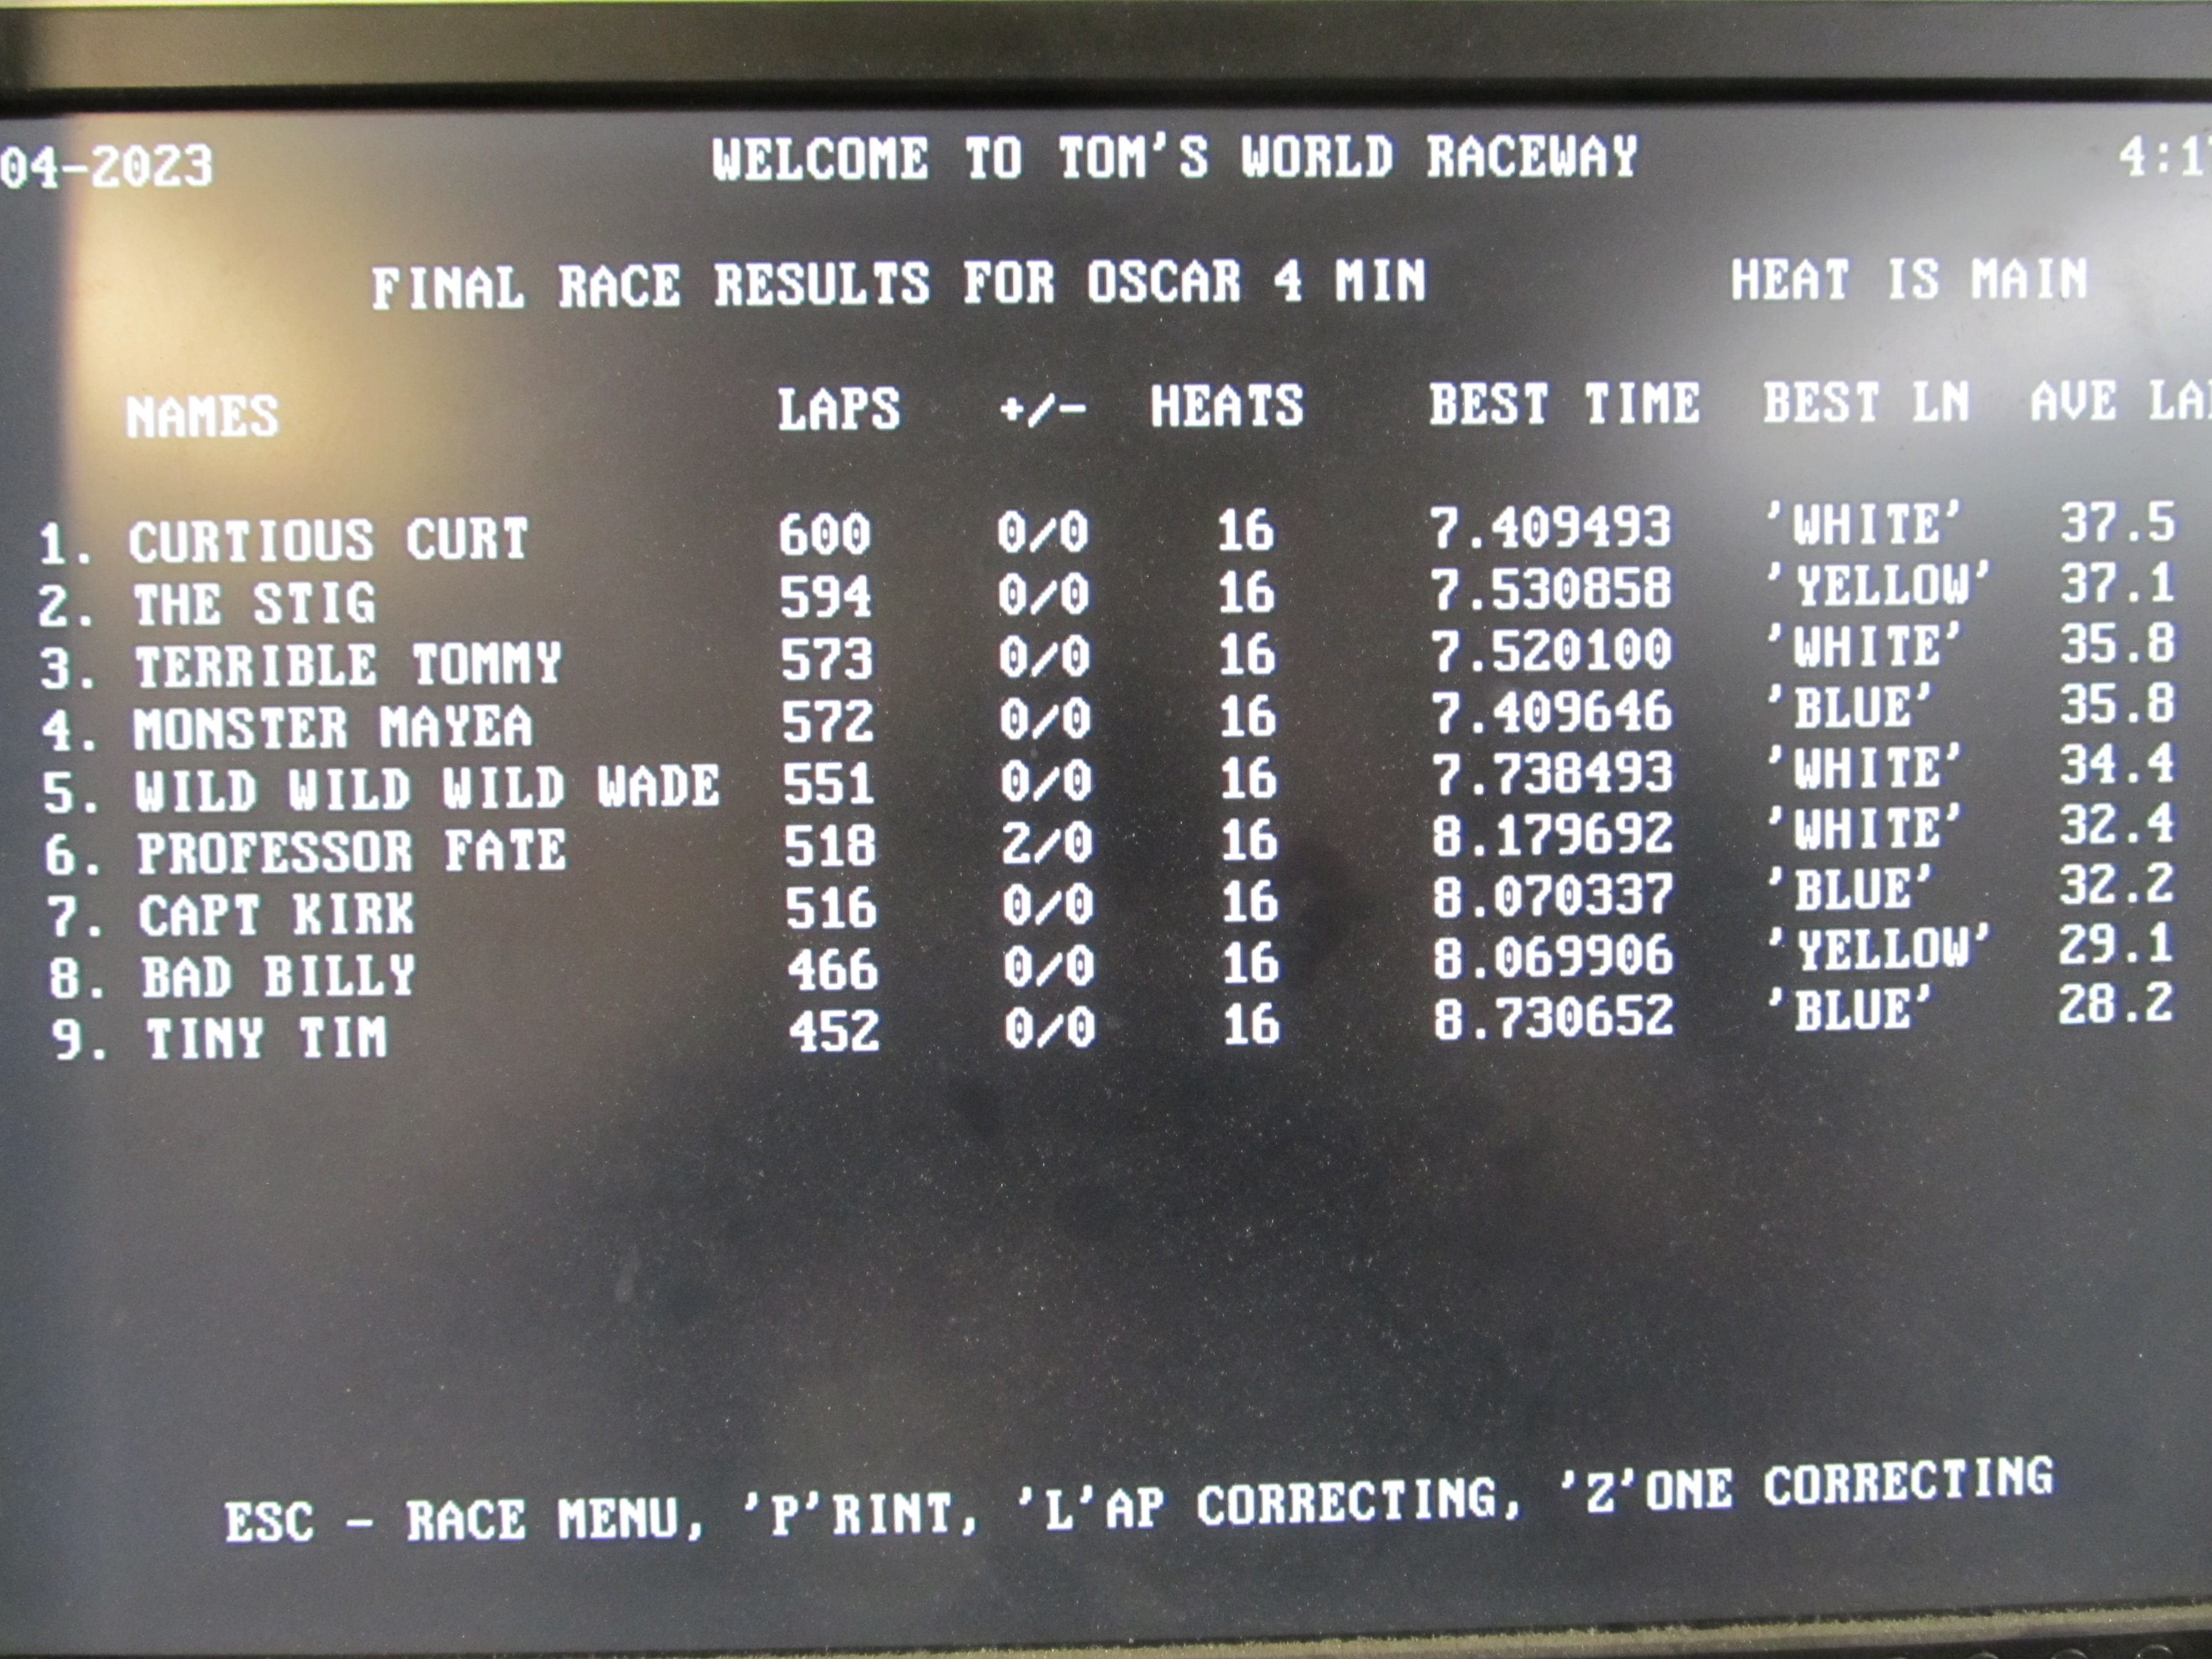 04-2023 WELCOME TO TOM'S WORLD RACEWAY
FINAL RACE RESULTS FOR OSCAR 4 MIN HEAT IS MAIN
NAMES LAPS +/- HEATS BEST TIME BEST LN AVE
1. CURTIOUS CURT 600 0/0 16 7.409493 'WHITE' 37.5
2. THE STIG 594 0/0 16 7.530858 'YELLOW' 37.1
3. TERRIBLE TOMMY 573 0/0 16 7.520100 'WHITE' 35.8
4. MONSTER MAYEA 572 0/0 16 7.409646 'BLUE' 35.8
5. WILD WILD WILD WADE 551 0/0 16 7.738493 'WHITE' 34.4
6. PROFESSOR FATE 518 2/0 16 8.179692 'WHITE' 32.4
7. CAPT KIRK 516 0/0 16 8.070337 'BLUE' 32.2
8. BAD BILLY 466 0/0 16 8.069906 'YELLOW' 29.1
9. TINY TIM 452 0/0 16 8.730652 'BLUE' 28.2
ESC - RACE MENU, 'P'RINT, 'L'AP CORRECTING, 'Z'ONE CORRECTING